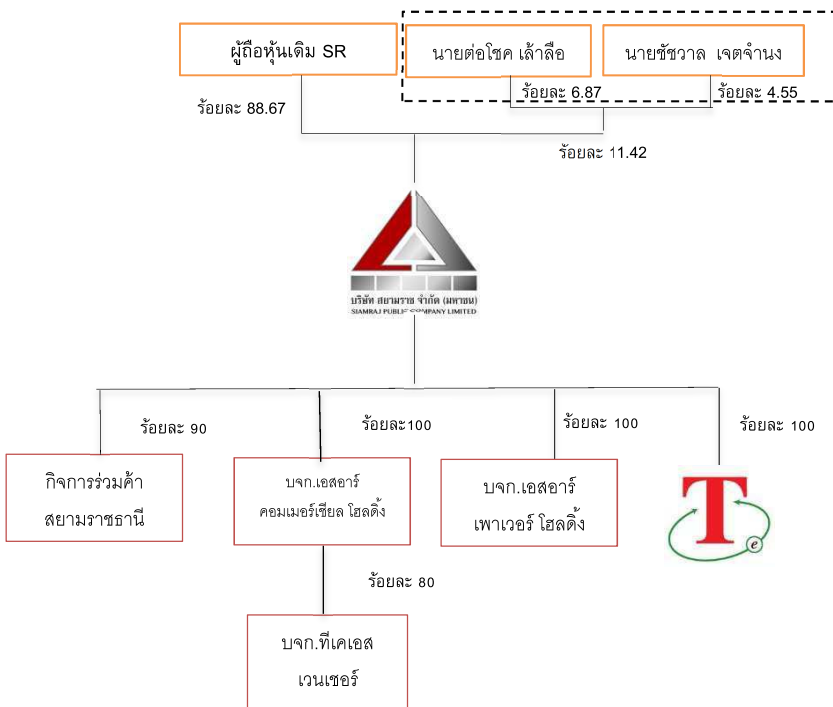 ผู้ถือหุ้นเดิม SR
นายต่อโชค เล้าลือ
นายชัชวาล เจตจำนง
ร้อยละ 88.67
ร้อยละ 6.87
ร้อยละ 4.55
ร้อยละ 11.42
บริษัท สยามราช จำกัด (มหาชน)
SIAMRAJ PUBLIC COMPANY LIMITED
ร้อยละ 90
ร้อยละ100
ร้อยละ 100
ร้อยละ 100
กิจการร่วมค้า
สยามราชธานี
บจก.เอสอาร์
คอมเมอร์เชียล โฮลดิ้ง
บจก.เอสอาร์
เพาเวอร์ โฮลดิ้ง
T
e
ร้อยละ 80
บจก.ทีเคเอส
เวนเชอร์